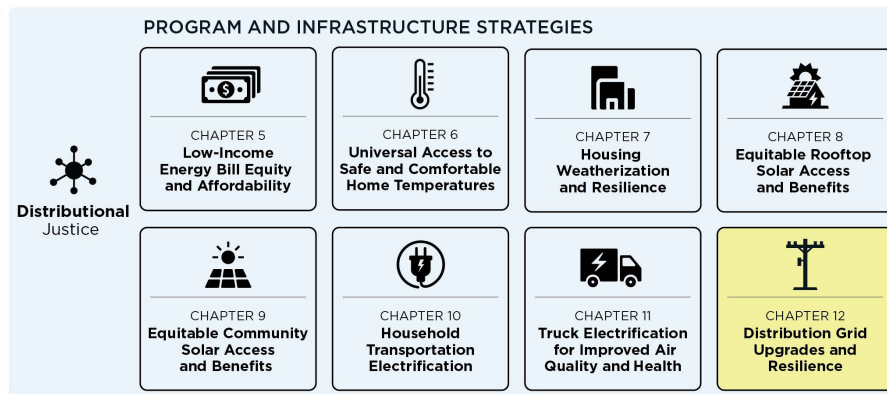 PROGRAM AND INFRASTRUCTURE STRATEGIES
Distributional
Justice
$
CHAPTER 5
Low-Income
Energy Bill Equity
and Affordability
CHAPTER 6
Universal Access to
Safe and Comfortable
Home Temperatures
CHAPTER 7
Housing
Weatherization
and Resilience
CHAPTER 8
Equitable Rooftop
Solar Access
and Benefits
CHAPTER 9
Equitable Community
Solar Access
and Benefits
CHAPTER 10
Household
Transportation
Electrification
CHAPTER 11
Truck Electrification
for Improved Air
Quality and Health
CHAPTER 12
Distribution Grid
Upgrades and
Resilience